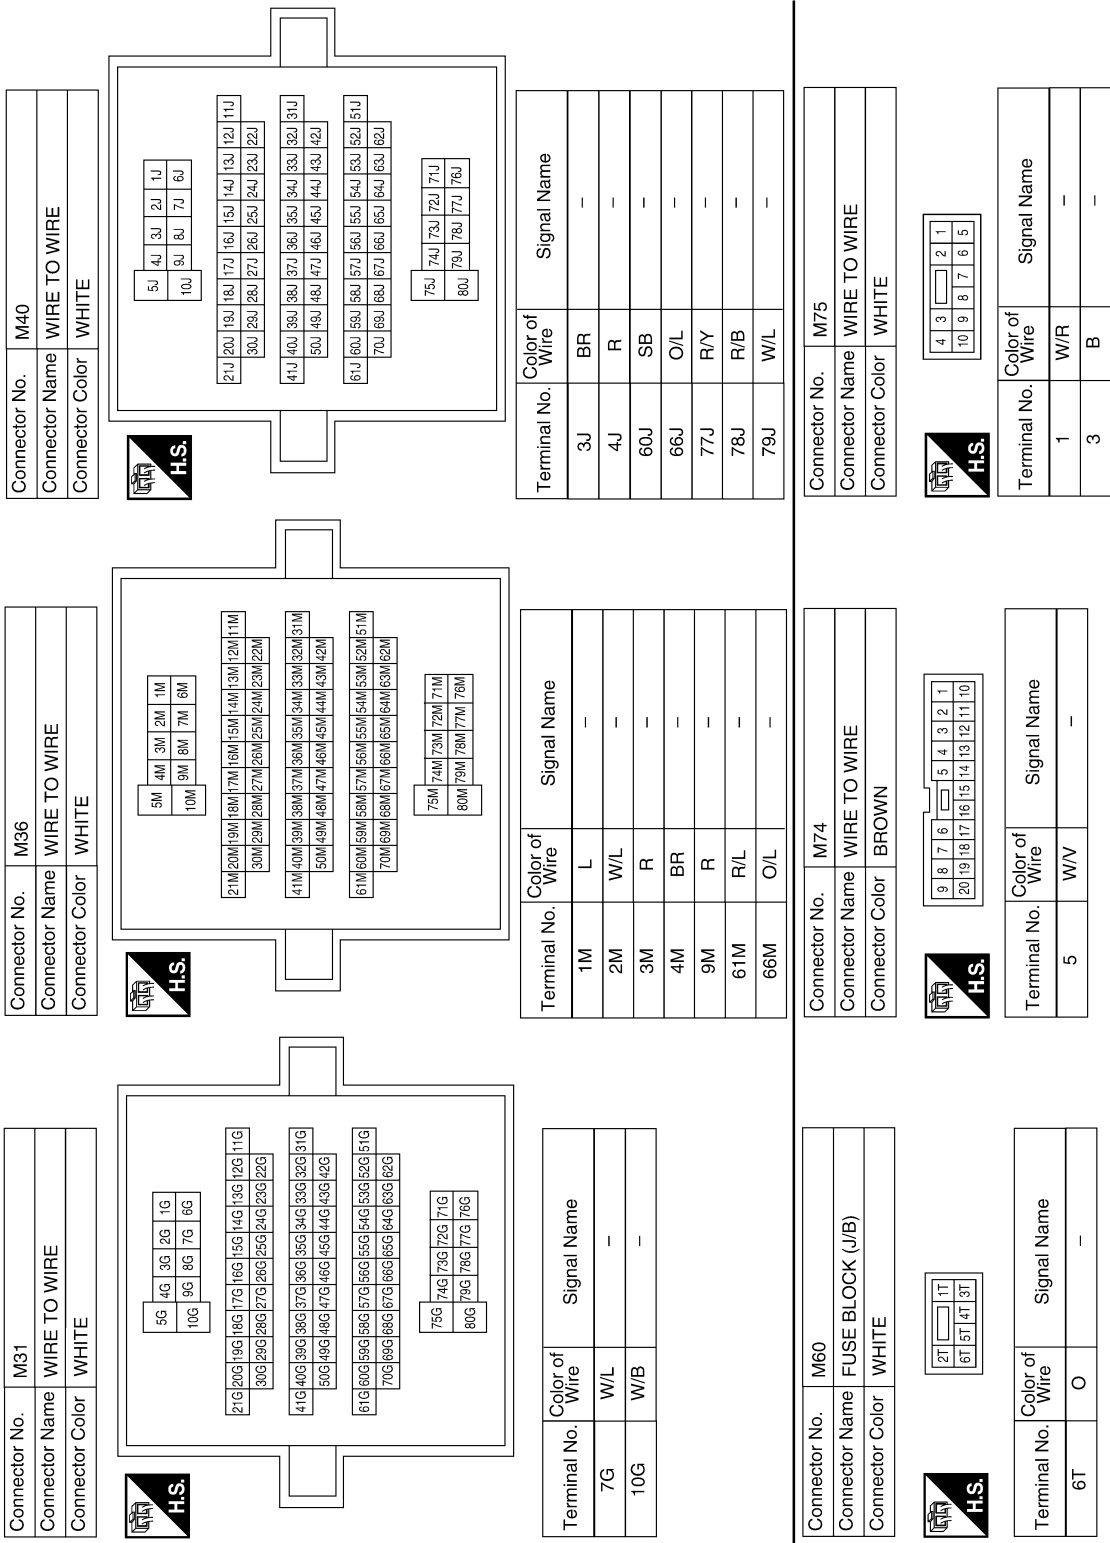 Connector No. M31
Connector Name WIRE TO WIRE
Connector Color WHITE
H.S.
5G 4G 3G 2G 1G
10G 9G 8G 7G 6G
21G 20G 19G 18G 17G 16G 15G 14G 13G 12G 11G
30G 29G 28G 27G 26G 25G 24G 23G 22G
41G 40G 39G 38G 37G 36G 35G 34G 33G 32G 31G
50G 49G 48G 47G 46G 45G 44G 43G 42G
61G 60G 59G 58G 57G 56G 55G 54G 53G 52G 51G
70G 69G 68G 67G 66G 65G 64G 63G 62G
75G 74G 73G 72G 71G
80G 79G 78G 77G 76G
Terminal No. Color of Wire Signal Name
7G W/L –
10G W/B –
Connector No. M36
Connector Name WIRE TO WIRE
Connector Color WHITE
H.S.
5M 4M 3M 2M 1M
10M 9M 8M 7M 6M
21M 20M 19M 18M 17M 16M 15M 14M 13M 12M 11M
30M 29M 28M 27M 26M 25M 24M 23M 22M
41M 40M 39M 38M 37M 36M 35M 34M 33M 32M 31M
50M 49M 48M 47M 46M 45M 44M 43M 42M
61M 60M 59M 58M 57M 56M 55M 54M 53M 52M 51M
70M 69M 68M 67M 66M 65M 64M 63M 62M
75M 74M 73M 72M 71M
80M 79M 78M 77M 76M
Terminal No. Color of Wire Signal Name
1M L –
2M W/L –
3M R –
4M BR –
9M R –
61M R/L –
66M O/L –
Connector No. M40
Connector Name WIRE TO WIRE
Connector Color WHITE
H.S.
5J 4J 3J 2J 1J
10J 9J 8J 7J 6J
21J 20J 19J 18J 17J 16J 15J 14J 13J 12J 11J
30J 29J 28J 27J 26J 25J 24J 23J 22J
41J 40J 39J 38J 37J 36J 35J 34J 33J 32J 31J
50J 49J 48J 47J 46J 45J 44J 43J 42J
61J 60J 59J 58J 57J 56J 55J 54J 53J 52J 51J
70J 69J 68J 67J 66J 65J 64J 63J 62J
75J 74J 73J 72J 71J
80J 79J 78J 77J 76J
Terminal No. Color of Wire Signal Name
3J BR –
4J R –
60J SB –
66J O/L –
77J R/Y –
78J R/B –
79J W/L –
Connector No. M60
Connector Name FUSE BLOCK (J/B)
Connector Color WHITE
H.S.
2T 1T
6T 5T 4T 3T
Terminal No. Color of Wire Signal Name
6T O –
Connector No. M74
Connector Name WIRE TO WIRE
Connector Color BROWN
H.S.
9 8 7 6 5 4 3 2 1
20 19 18 17 16 15 14 13 12 11 10
Terminal No. Color of Wire Signal Name
5 W/V –
Connector No. M75
Connector Name WIRE TO WIRE
Connector Color WHITE
H.S.
4 3 2 1
10 9 8 7 6 5
Terminal No. Color of Wire Signal Name
1 W/R –
3 B –